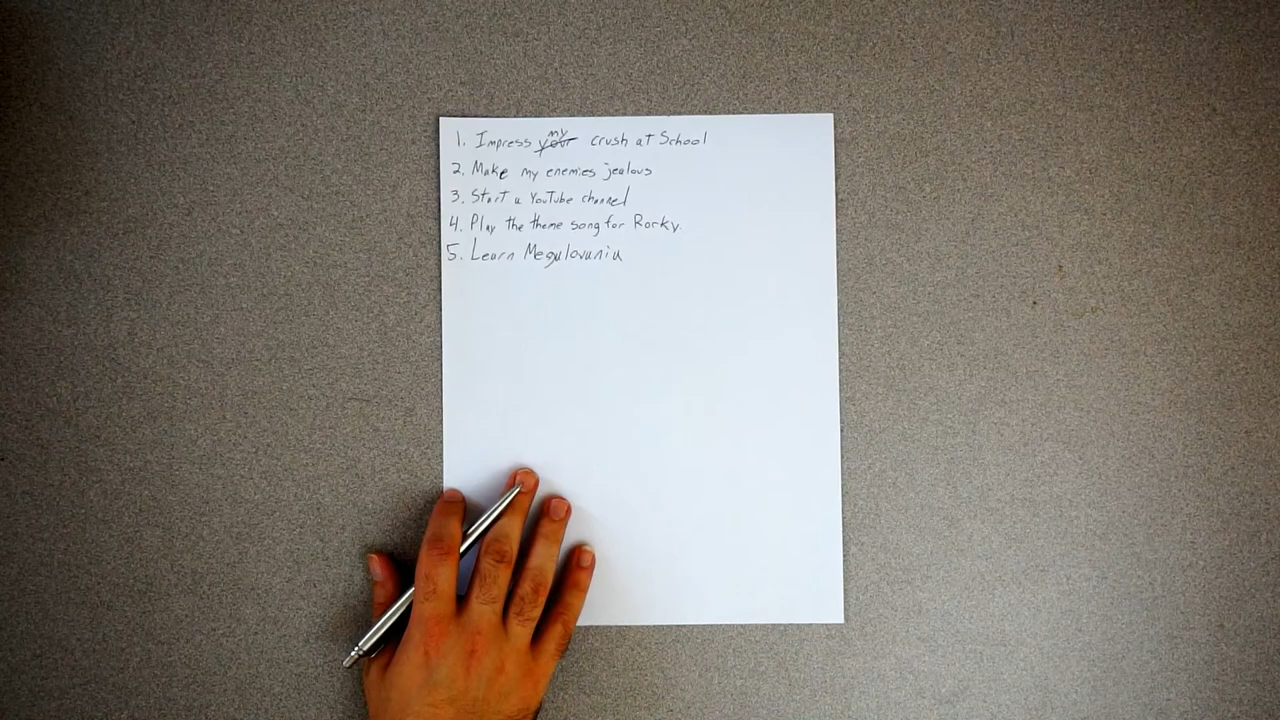 1. Impress my crush at School
2. Make my enemies jealous
3. Start a YouTube channel
4. Play the theme song for Rocky.
5. Learn Megalovania